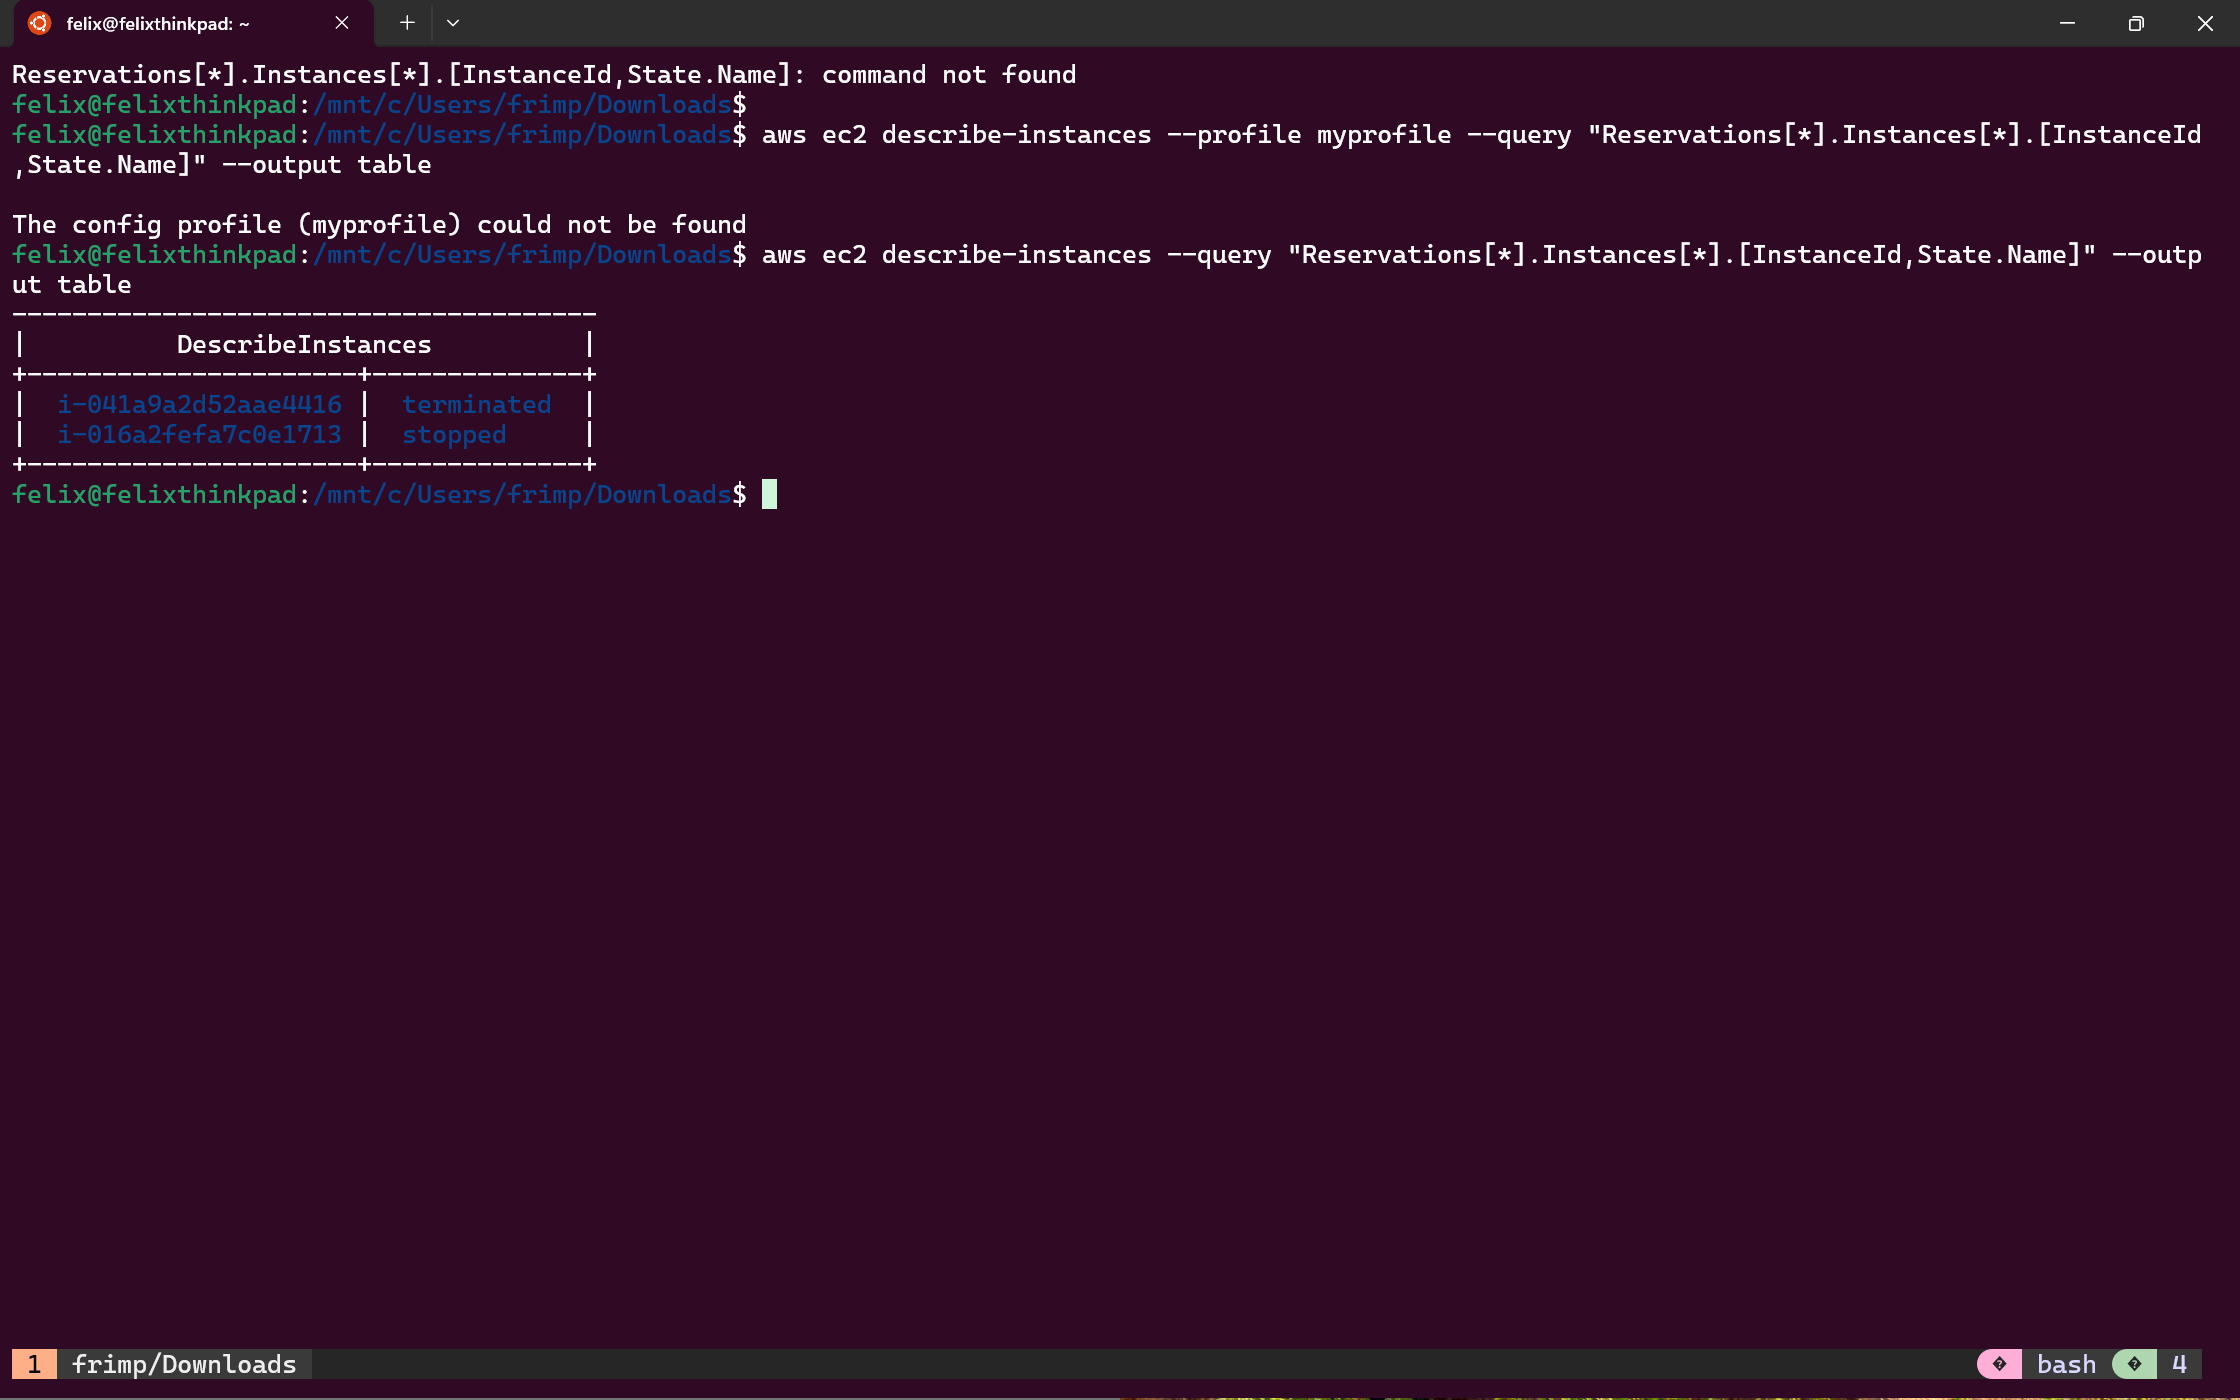 felix@felixthinkpad: ~
Reservations[*].Instances[*].[InstanceId,State.Name]: command not found
felix@felixthinkpad:/mnt/c/Users/frimp/Downloads$
felix@felixthinkpad:/mnt/c/Users/frimp/Downloads$ aws ec2 describe-instances --profile myprofile --query "Reservations[*].Instances[*].[InstanceId
,State.Name]" --output table
The config profile (myprofile) could not be found
felix@felixthinkpad:/mnt/c/Users/frimp/Downloads$ aws ec2 describe-instances --query "Reservations[*].Instances[*].[InstanceId,State.Name]" --outp
ut table
---------------------------------------
|          DescribeInstances          |
+----------------------+--------------+
|  i-041a9a2d52aae4416 |  terminated  |
|  i-016a2fefa7c0e1713 |  stopped     |
+----------------------+--------------+
felix@felixthinkpad:/mnt/c/Users/frimp/Downloads$
1 frimp/Downloads � bash � 4